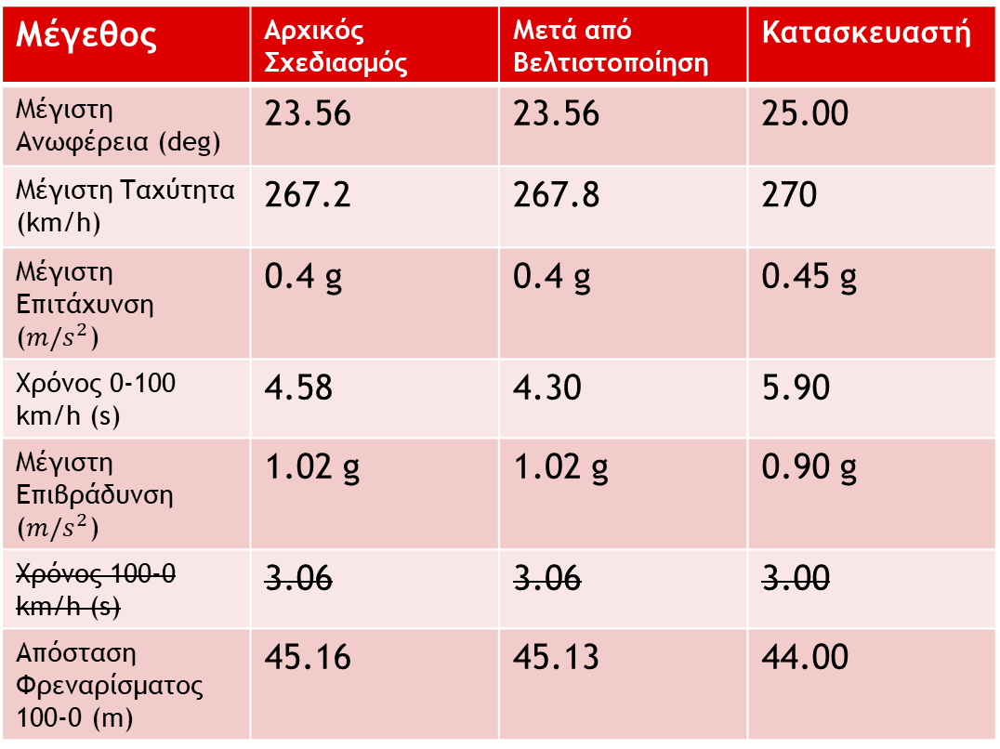 Μέγεθος
Αρχικός
Σχεδιασμός
Μετά από
Βελτιστοποίηση
Κατασκευαστή
Μέγιστη
Ανωφέρεια (deg)
23.56
23.56
25.00
Μέγιστη Ταχύτητα
(km/h)
267.2
267.8
270
Μέγιστη
Επιτάχυνση
(m/s²)
0.4 g
0.4 g
0.45 g
Χρόνος 0-100
km/h (s)
4.58
4.30
5.90
Μέγιστη
Επιβράδυνση
(m/s²)
1.02 g
1.02 g
0.90 g
Χρόνος 100-0
km/h (s)
3.06
3.06
3.00
Απόσταση
Φρεναρίσματος
100-0 (m)
45.16
45.13
44.00